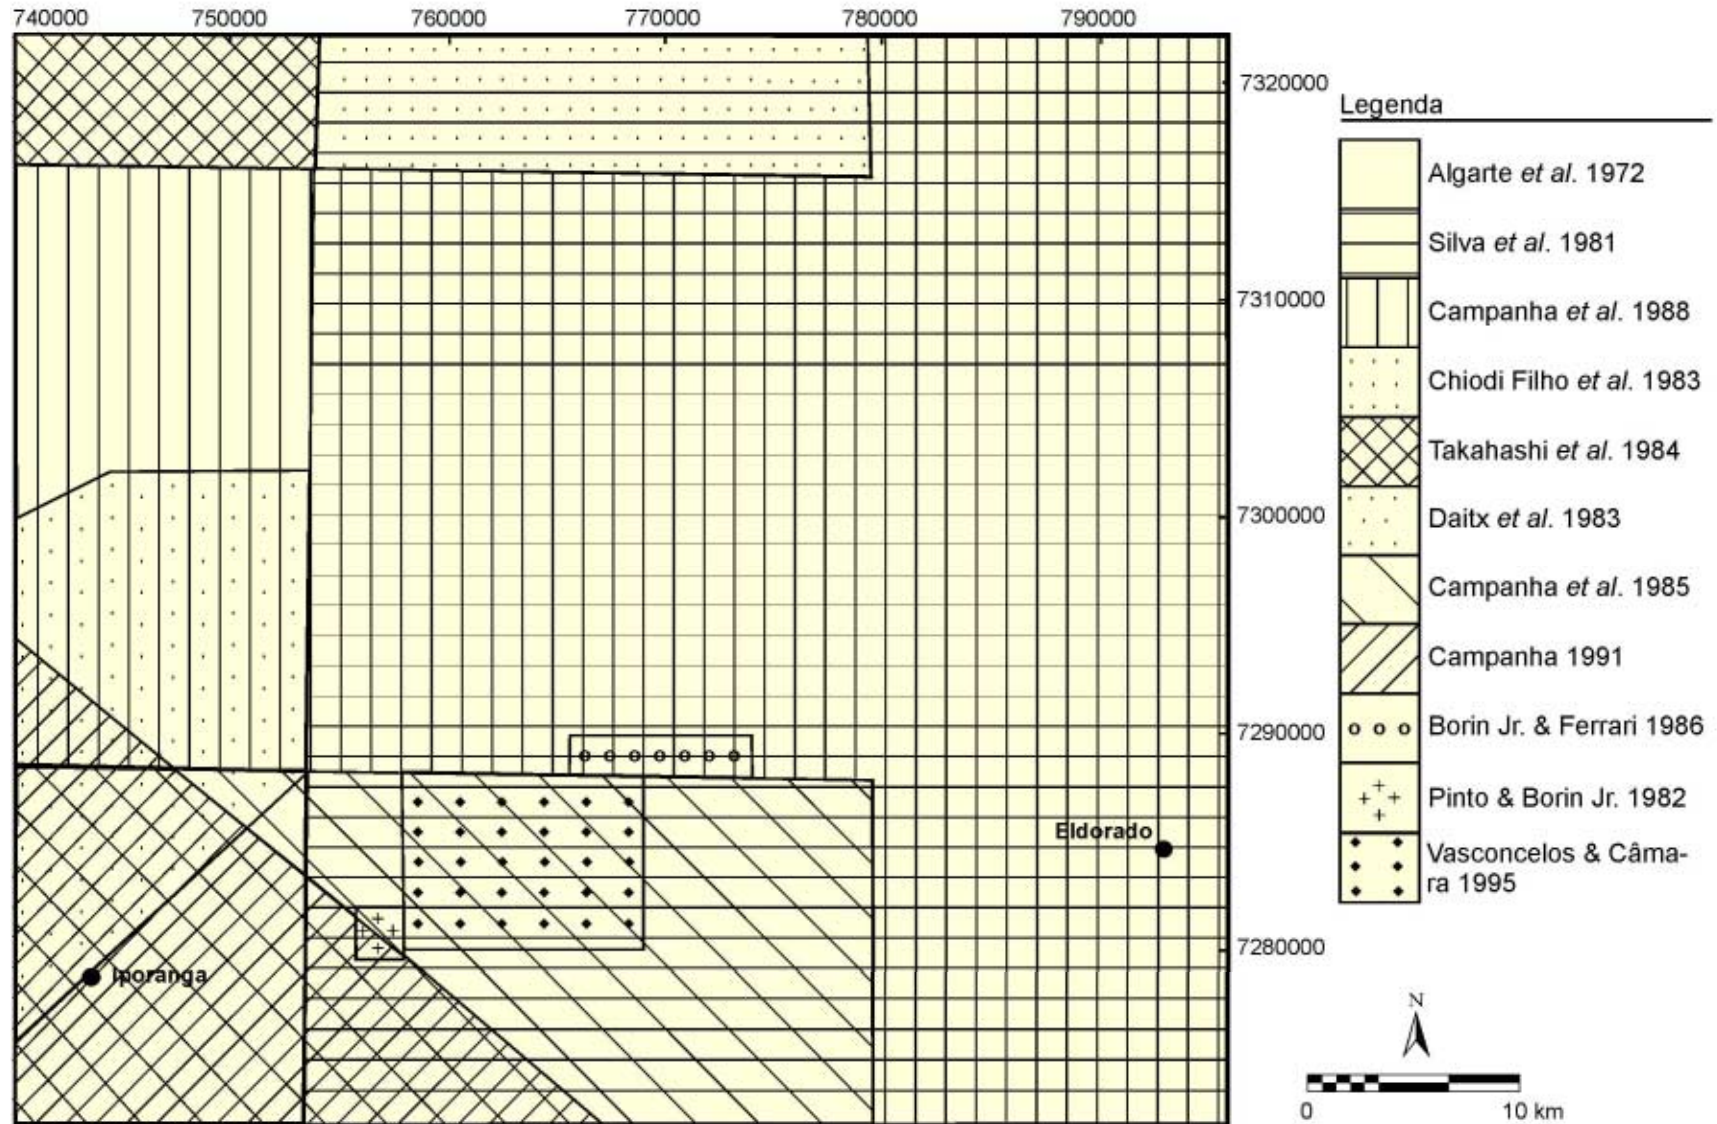 740000 750000 760000 770000 780000 790000
7320000
7310000
7300000
7290000
7280000
Eldorado
Iporanga
Legenda
Algarte et al. 1972
Silva et al. 1981
Campanha et al. 1988
Chiodi Filho et al. 1983
Takahashi et al. 1984
Daitx et al. 1983
Campanha et al. 1985
Campanha 1991
Borin Jr. & Ferrari 1986
Pinto & Borin Jr. 1982
Vasconcelos & Câma-
ra 1995
N
0 10 km